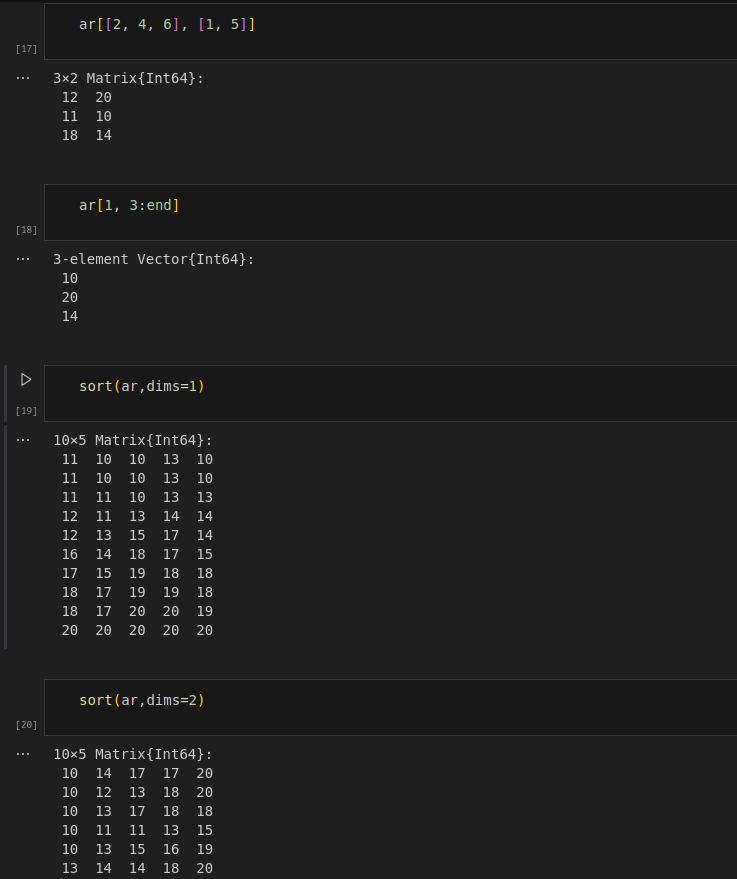 ar[[2, 4, 6], [1, 5]]
[17]
... 3×2 Matrix{Int64}:
12 20
11 10
18 14
ar[1, 3:end]
[18]
... 3-element Vector{Int64}:
10
20
14
sort(ar,dims=1)
[19]
... 10×5 Matrix{Int64}:
11 10 10 13 10
11 10 10 13 10
11 11 10 13 13
12 11 13 14 14
12 13 15 17 14
16 14 18 17 15
17 15 19 18 18
18 17 19 19 18
18 17 20 20 19
20 20 20 20 20
sort(ar,dims=2)
[20]
... 10×5 Matrix{Int64}:
10 14 17 17 20
10 12 13 18 20
10 13 17 18 18
10 11 11 13 15
10 13 15 16 19
13 14 14 18 20